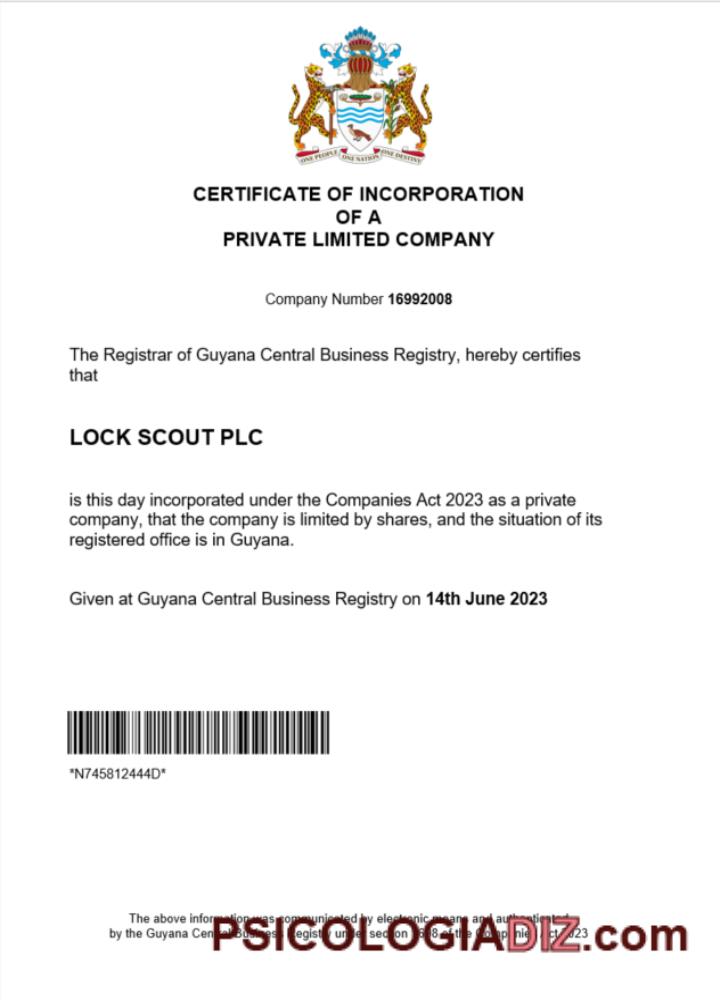 ONE PEOPLE ONE NATION ONE DESTINY
CERTIFICATE OF INCORPORATION
OF A
PRIVATE LIMITED COMPANY
Company Number 16992008
The Registrar of Guyana Central Business Registry, hereby certifies
that
LOCK SCOUT PLC
is this day incorporated under the Companies Act 2023 as a private
company, that the company is limited by shares, and the situation of its
registered office is in Guyana.
Given at Guyana Central Business Registry on 14th June 2023
*N745812444D*
The above information was communicated by electronic means and authenticated
by the Guyana Central Business Registry under section of the Companies Act
PSICOLOGIADIZ.com